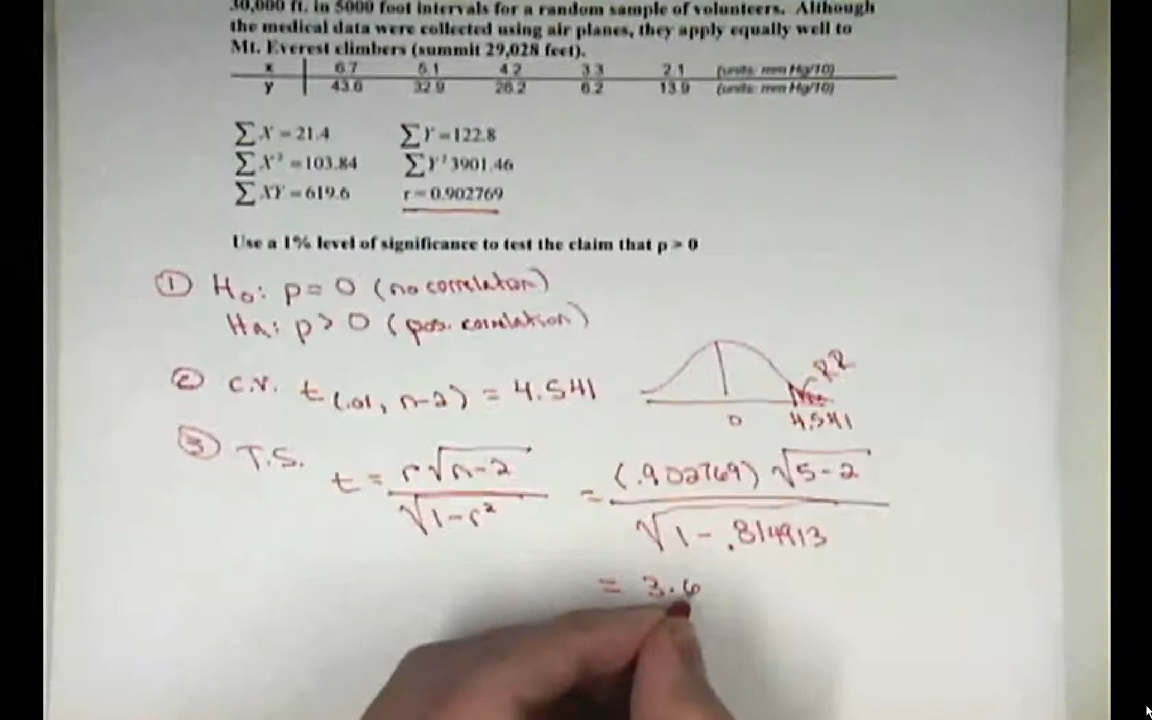 30,000 ft. in 5000 foot intervals for a random sample of volunteers. Although
the medical data were collected using air planes, they apply equally well to
Mt. Everest climbers (summit 29,028 feet).
x 6.7 5.1 4.2 3.3 2.1 (units: mm Hg/10)
y 43.6 32.9 26.2 6.2 13.9 (units: mm Hg/10)
∑X = 21.4 ∑Y = 122.8
∑X² = 103.84 ∑Y² 3901.46
∑XY = 619.6 r = 0.902769
Use a 1% level of significance to test the claim that p > 0
① H₀: p = 0 (no correlation)
Ha: p > 0 (pos. correlation)
② C.V. t (.01, n-2) = 4.541
RR
0 4.541
③ T.S. t = r√n-2 / √1-r² = (.902769) √5-2 / √1 - .814913
= 3.6